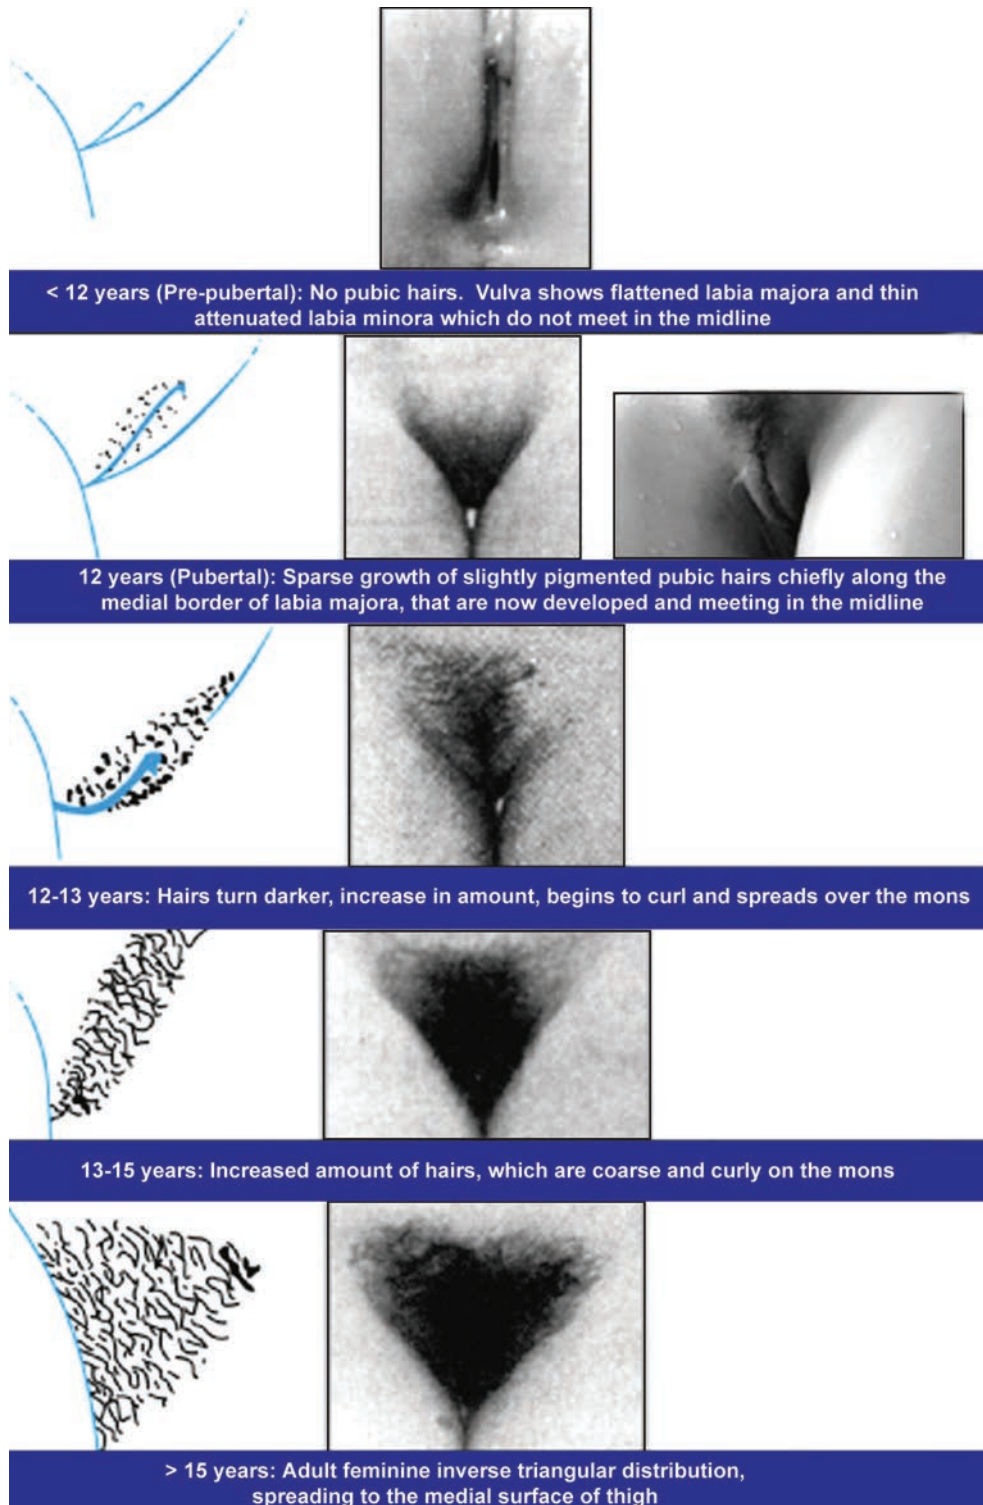 < 12 years (Pre-pubertal): No pubic hairs. Vulva shows flattened labia majora and thin
attenuated labia minora which do not meet in the midline
12 years (Pubertal): Sparse growth of slightly pigmented pubic hairs chiefly along the
medial border of labia majora, that are now developed and meeting in the midline
12-13 years: Hairs turn darker, increase in amount, begins to curl and spreads over the mons
13-15 years: Increased amount of hairs, which are coarse and curly on the mons
> 15 years: Adult feminine inverse triangular distribution,
spreading to the medial surface of thigh